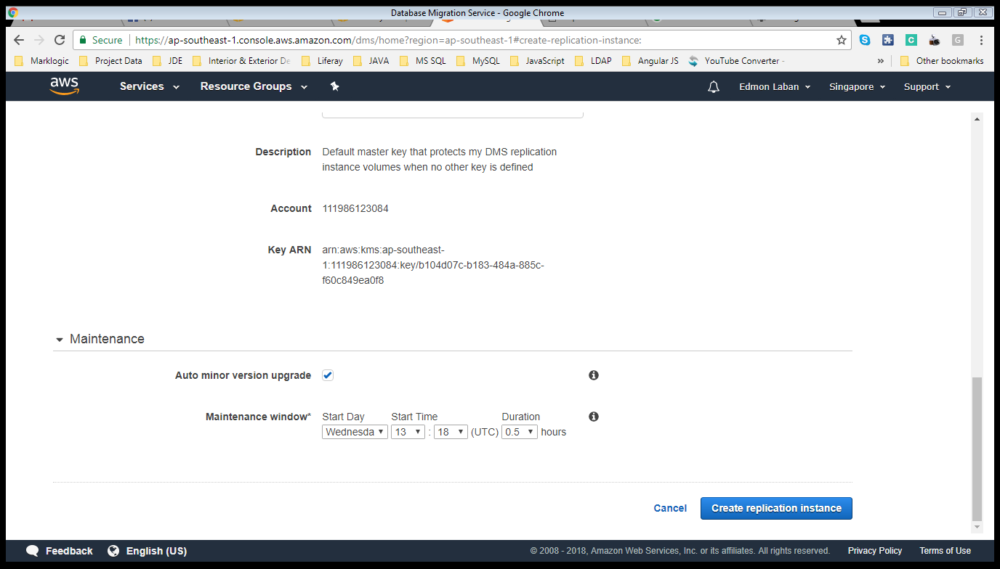 Database Migration Service - Google Chrome
Secure https://ap-southeast-1.console.aws.amazon.com/dms/home?region=ap-southeast-1#create-replication-instance:
Marklogic Project Data JDE Interior & Exterior De Liferay JAVA MS SQL MySQL JavaScript LDAP Angular JS YouTube Converter - » Other bookmarks
aws Services Resource Groups Edmon Laban Singapore Support
Description Default master key that protects my DMS replication
instance volumes when no other key is defined
Account 111986123084
Key ARN arn:aws:kms:ap-southeast-
1:111986123084:key/b104d07c-b183-484a-885c-
f60c849ea0f8
Maintenance
Auto minor version upgrade
Maintenance window* Start Day Start Time Duration
Wednesda 13 : 18 (UTC) 0.5 hours
Cancel Create replication instance
Feedback English (US) © 2008 - 2018, Amazon Web Services, Inc. or its affiliates. All rights reserved. Privacy Policy Terms of Use